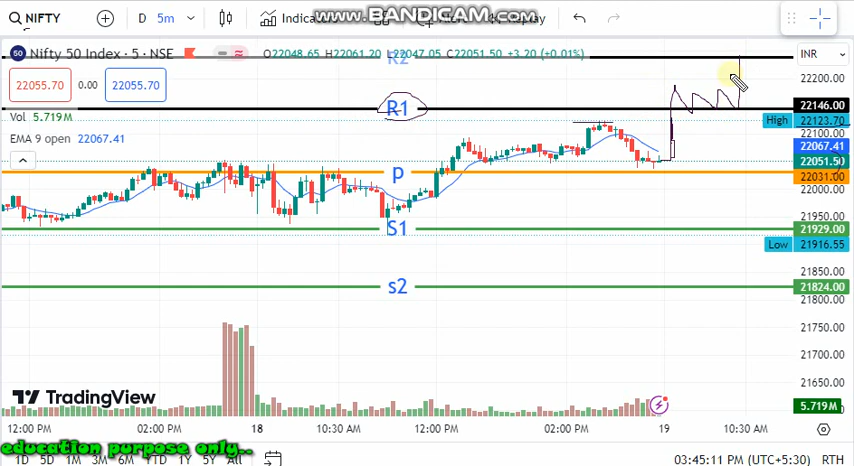 NIFTY
D
5m
Indicators
Replay
WWW.BANDICAM.COM
50 Nifty 50 Index · 5 · NSE
O22048.65 H22061.20 L22047.05 C22051.50 +3.20 (+0.01%)
INR
22055.70
0.00
22055.70
Vol 5.719M
EMA 9 open 22067.41
R2
R1
p
S1
s2
22200.00
22146.00
High 22123.70
22100.00
22067.41
22051.50
22031.00
22000.00
21950.00
21929.00
Low 21916.55
21850.00
21824.00
21800.00
21750.00
21700.00
21650.00
5.719M
TradingView
12:00 PM
02:00 PM
18
10:30 AM
12:00 PM
02:00 PM
19
10:30 AM
education purpose only..
1D
5D
1M
3M
6M
YTD
1Y
5Y
All
03:45:11 PM (UTC+5:30)
RTH